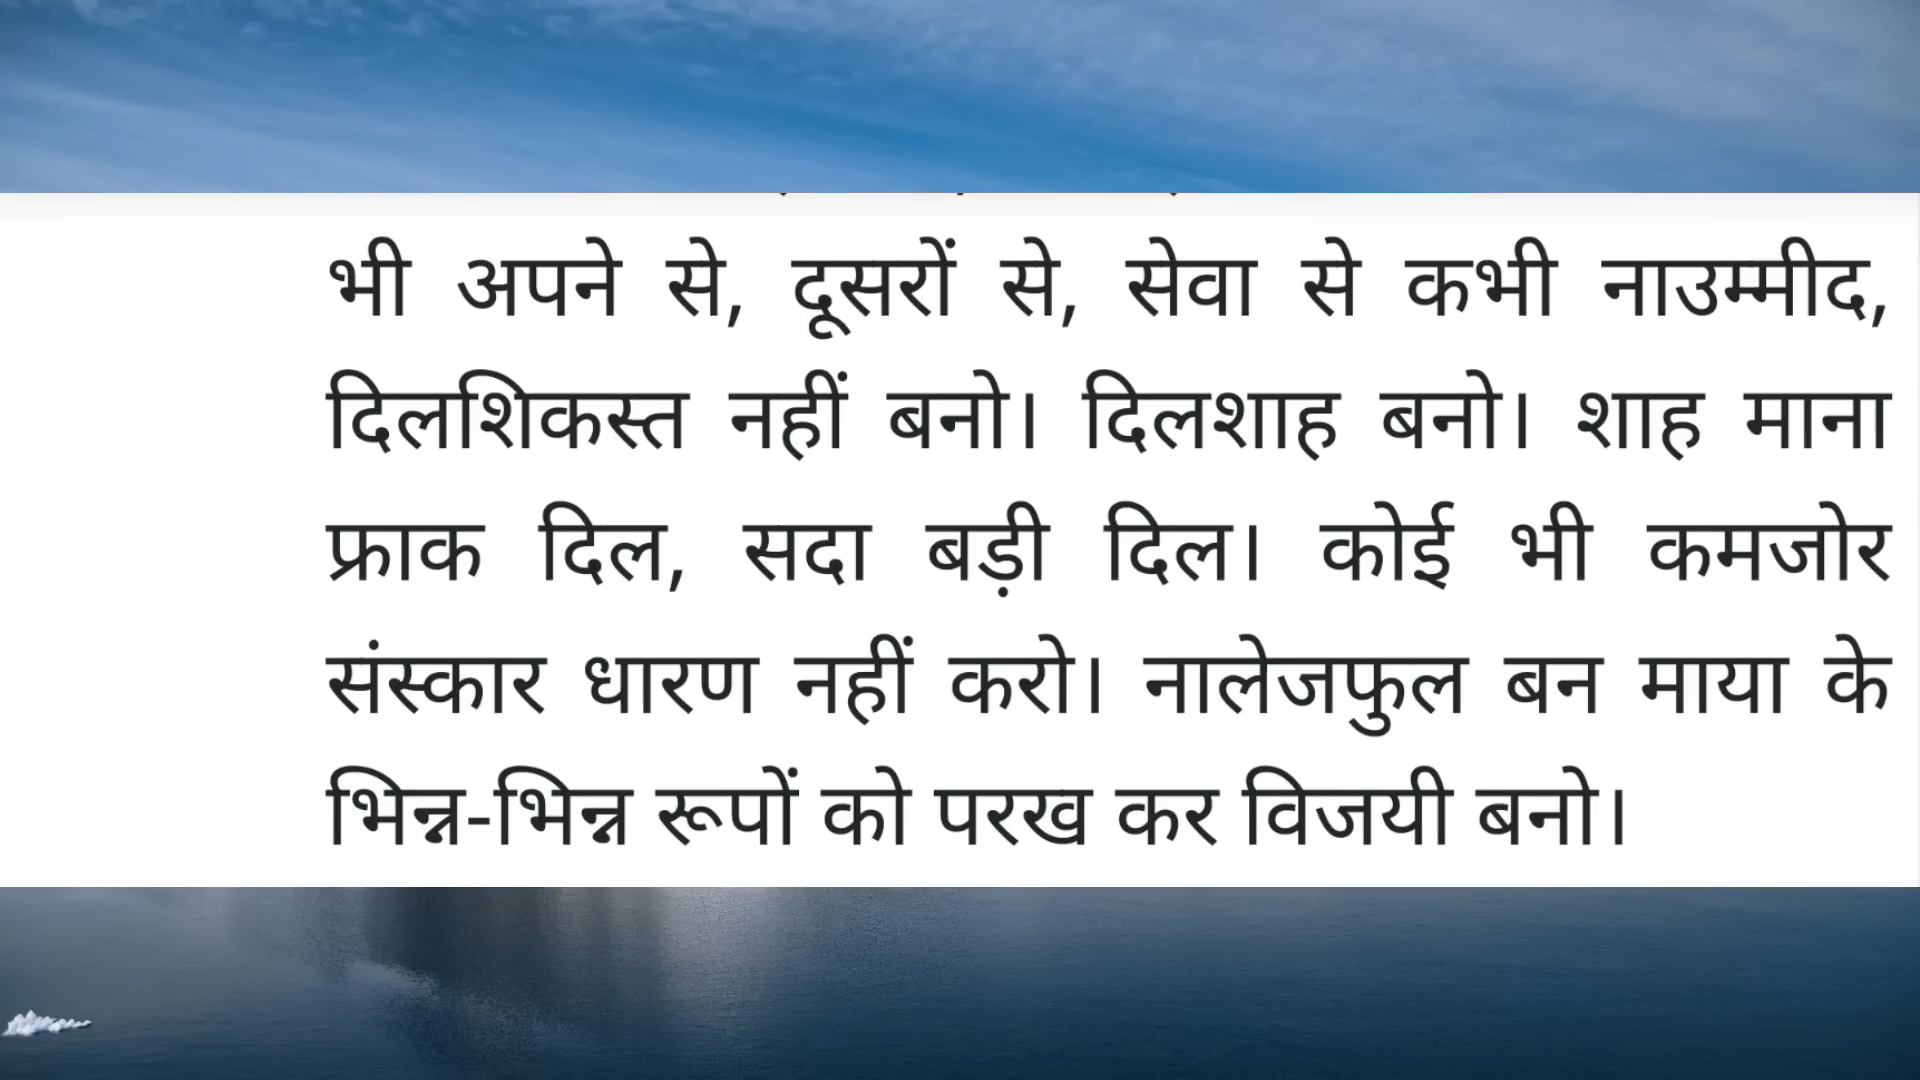 भी अपने से, दूसरों से, सेवा से कभी नाउम्मीद,
दिलशिकस्त नहीं बनो। दिलशाह बनो। शाह माना
फ्राक दिल, सदा बड़ी दिल। कोई भी कमजोर
संस्कार धारण नहीं करो। नालेजफुल बन माया के
भिन्न-भिन्न रूपों को परख कर विजयी बनो।